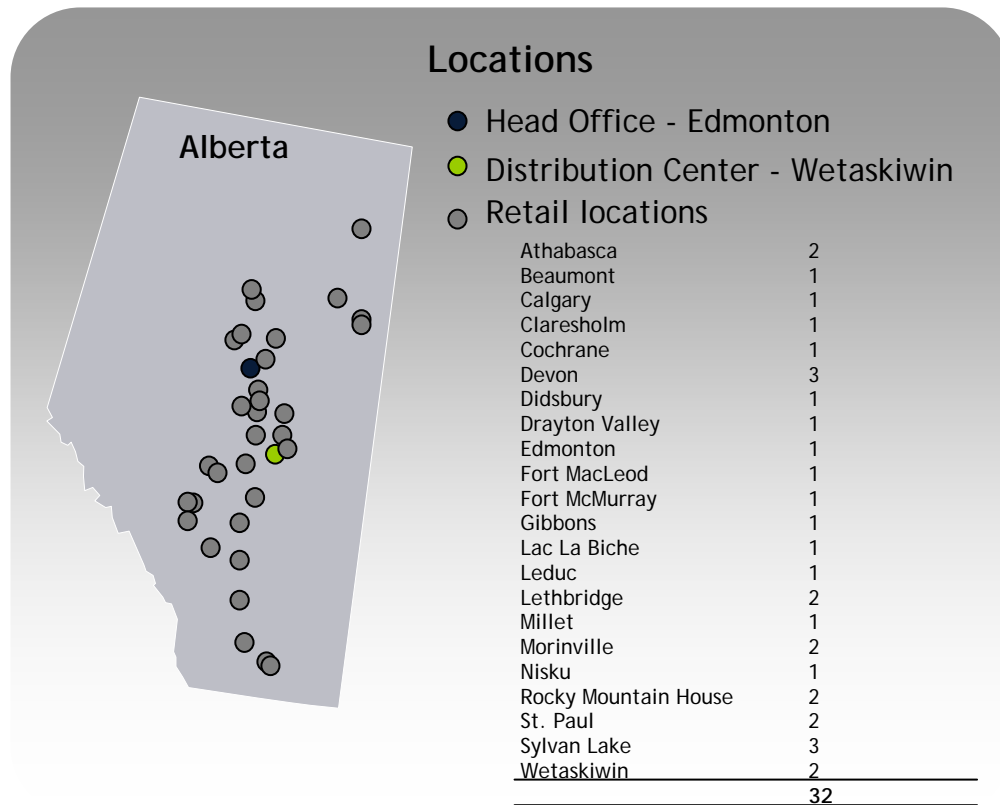 Locations
Alberta
Head Office - Edmonton
Distribution Center - Wetaskiwin
Retail locations
Athabasca 2
Beaumont 1
Calgary 1
Claresholm 1
Cochrane 1
Devon 3
Didsbury 1
Drayton Valley 1
Edmonton 1
Fort MacLeod 1
Fort McMurray 1
Gibbons 1
Lac La Biche 1
Leduc 1
Lethbridge 2
Millet 1
Morinville 2
Nisku 1
Rocky Mountain House 2
St. Paul 2
Sylvan Lake 3
Wetaskiwin 2
32